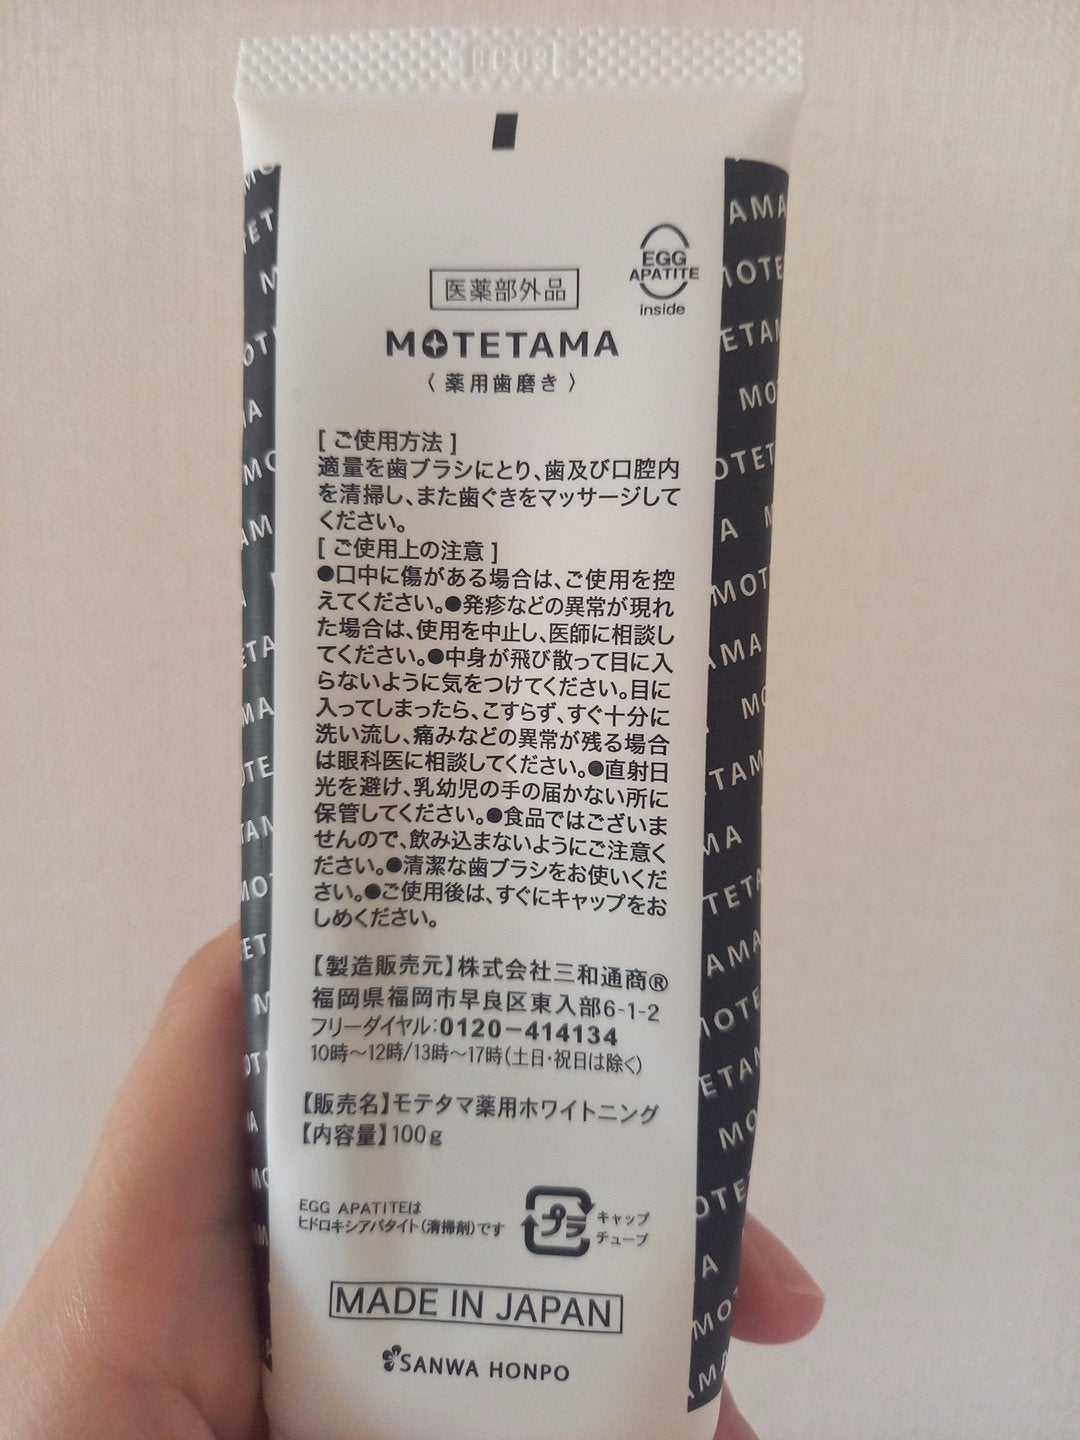 EGG
APATITE
inside
医薬部外品
MOTETAMA
〈 薬用歯磨き 〉
[ ご使用方法 ]
適量を歯ブラシにとり、歯及び口腔内
を清掃し、また歯ぐきをマッサージして
ください。
[ ご使用上の注意 ]
●口中に傷がある場合は、ご使用を控
えてください。●発疹などの異常が現れ
た場合は、使用を中止し、医師に相談し
てください。●中身が飛び散って目に入
らないように気をつけてください。目に
入ってしまったら、こすらず、すぐ十分に
洗い流し、痛みなどの異常が残る場合
は眼科医に相談してください。●直射日
光を避け、乳幼児の手の届かない所に
保管してください。●食品ではございま
せんので、飲み込まないようにご注意く
ださい。●清潔な歯ブラシをお使いくだ
さい。●ご使用後は、すぐにキャップをお
しめください。
【製造販売元】株式会社三和通商®
福岡県福岡市早良区東入部6-1-2
フリーダイヤル:0120-414134
10時〜12時/13時〜17時(土日・祝日は除く)
【販売名】モテタマ薬用ホワイトニング
【内容量】100g
EGG APATITEは
ヒドロキシアパタイト(清掃剤)です
プラ
キャップ
チューブ
MADE IN JAPAN
SANWA HONPO